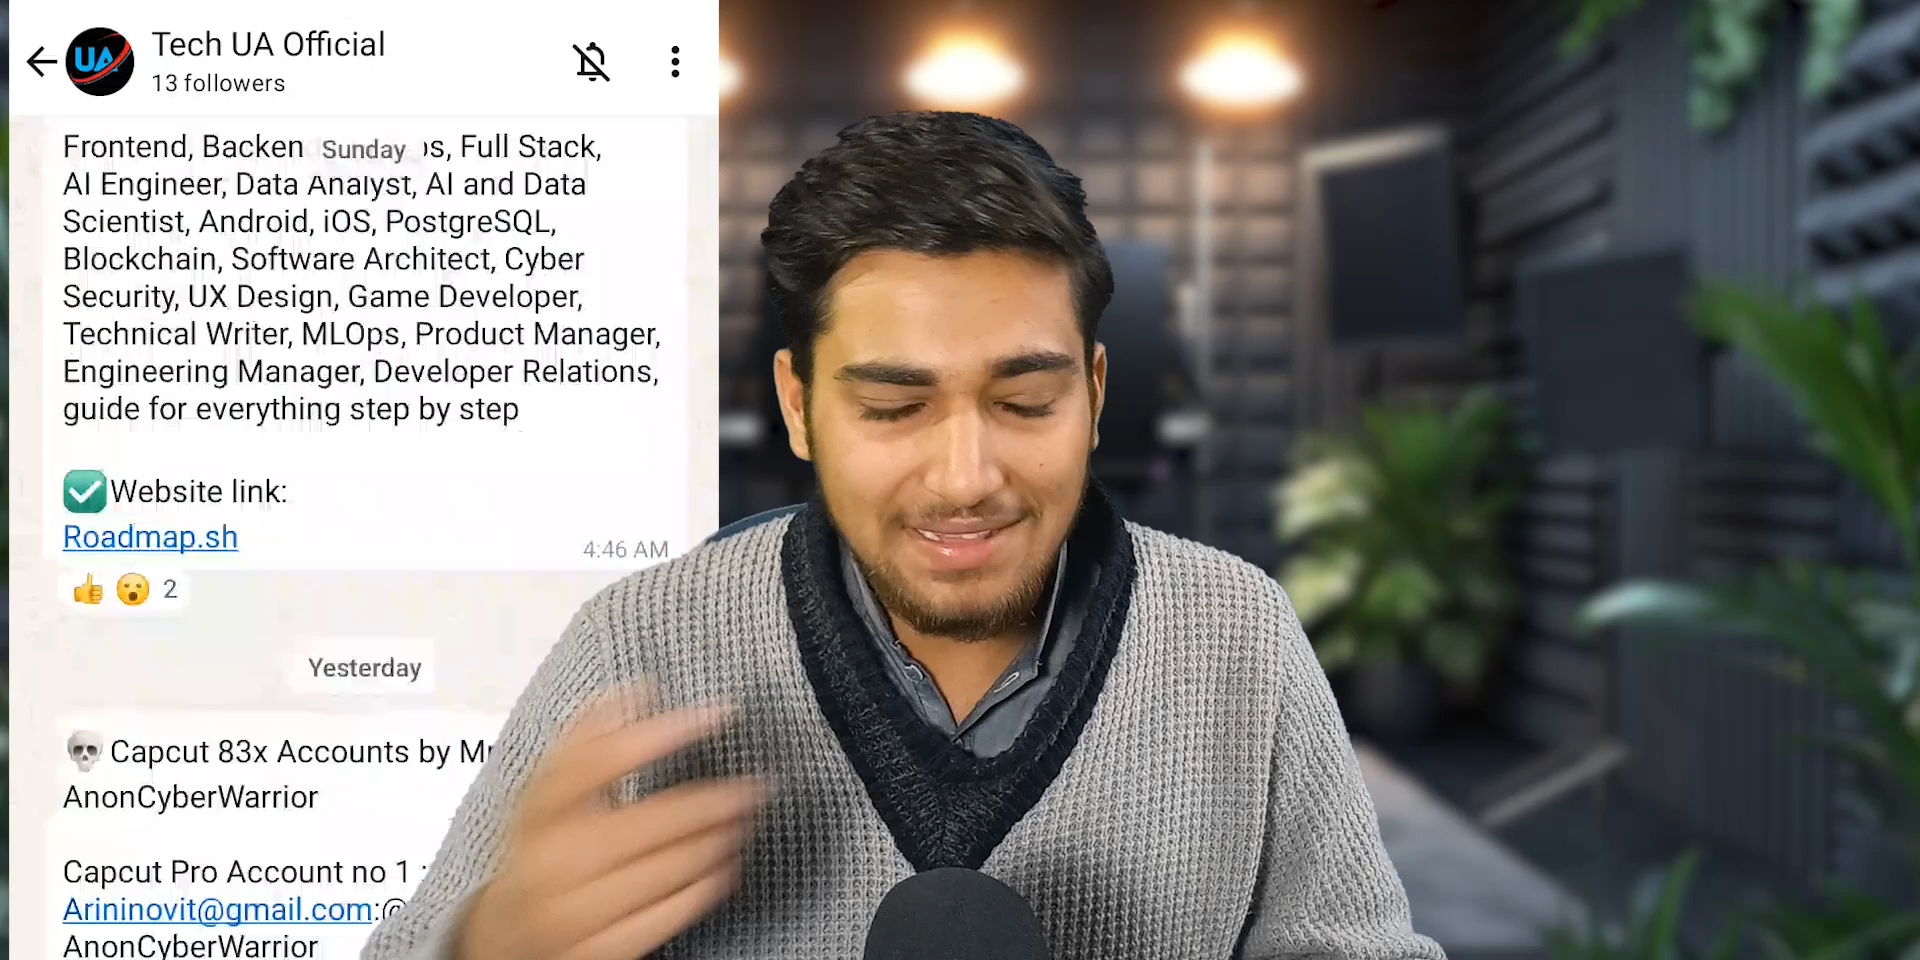 UA
Tech UA Official
13 followers
Sunday
Frontend, Backen s, Full Stack,
AI Engineer, Data Analyst, AI and Data
Scientist, Android, iOS, PostgreSQL,
Blockchain, Software Architect, Cyber
Security, UX Design, Game Developer,
Technical Writer, MLOps, Product Manager,
Engineering Manager, Developer Relations,
guide for everything step by step
✅Website link:
Roadmap.sh
4:46 AM
👍 😮 2
Yesterday
💀 Capcut 83x Accounts by
AnonCyberWarrior
Capcut Pro Account no 1 :
Arininovit@gmail.com:@
AnonCyberWarrior